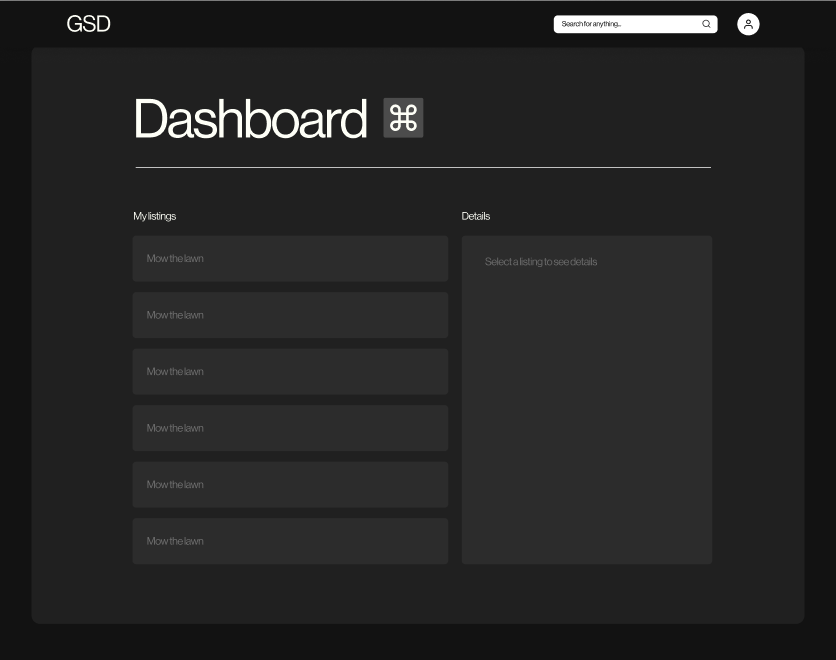 GSD
Search for anything...
Dashboard ⌘
My listings
Details
Mow the lawn
Select a listing to see details
Mow the lawn
Mow the lawn
Mow the lawn
Mow the lawn
Mow the lawn